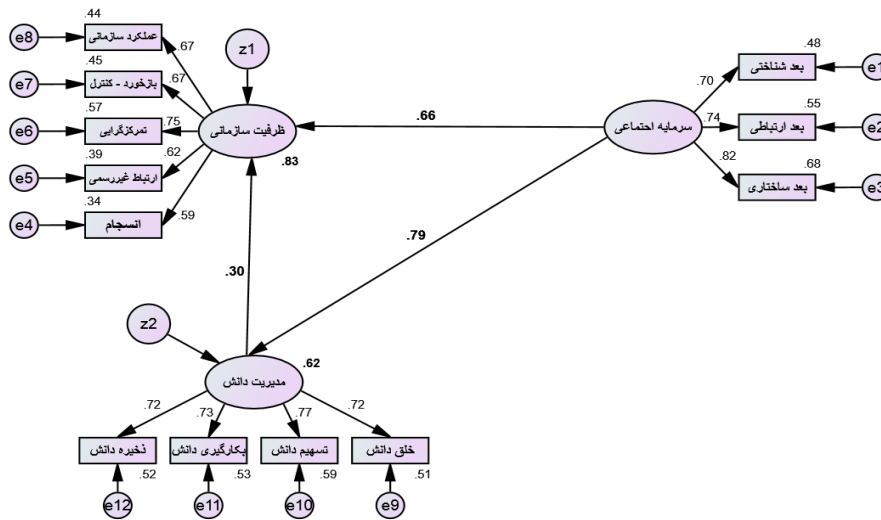 .44
e8
عملکرد سازمانی
.67
.45
e7
بازخورد - کنترل
.67
.57
e6
تمرکزگرایی
.75
.39
e5
ارتباط غیررسمی
.62
.34
e4
انسجام
.59
z1
ظرفیت سازمانی
.83
.66
سرمایه اجتماعی
.48
.70
بعد شناختی
e1
.55
.74
بعد ارتباطی
e2
.68
.82
بعد ساختاری
e3
.79
.30
z2
مدیریت دانش
.62
.72
.73
.77
.72
ذخیره دانش
بکارگیری دانش
تسهیم دانش
خلق دانش
.52
.53
.59
.51
e12
e11
e10
e9